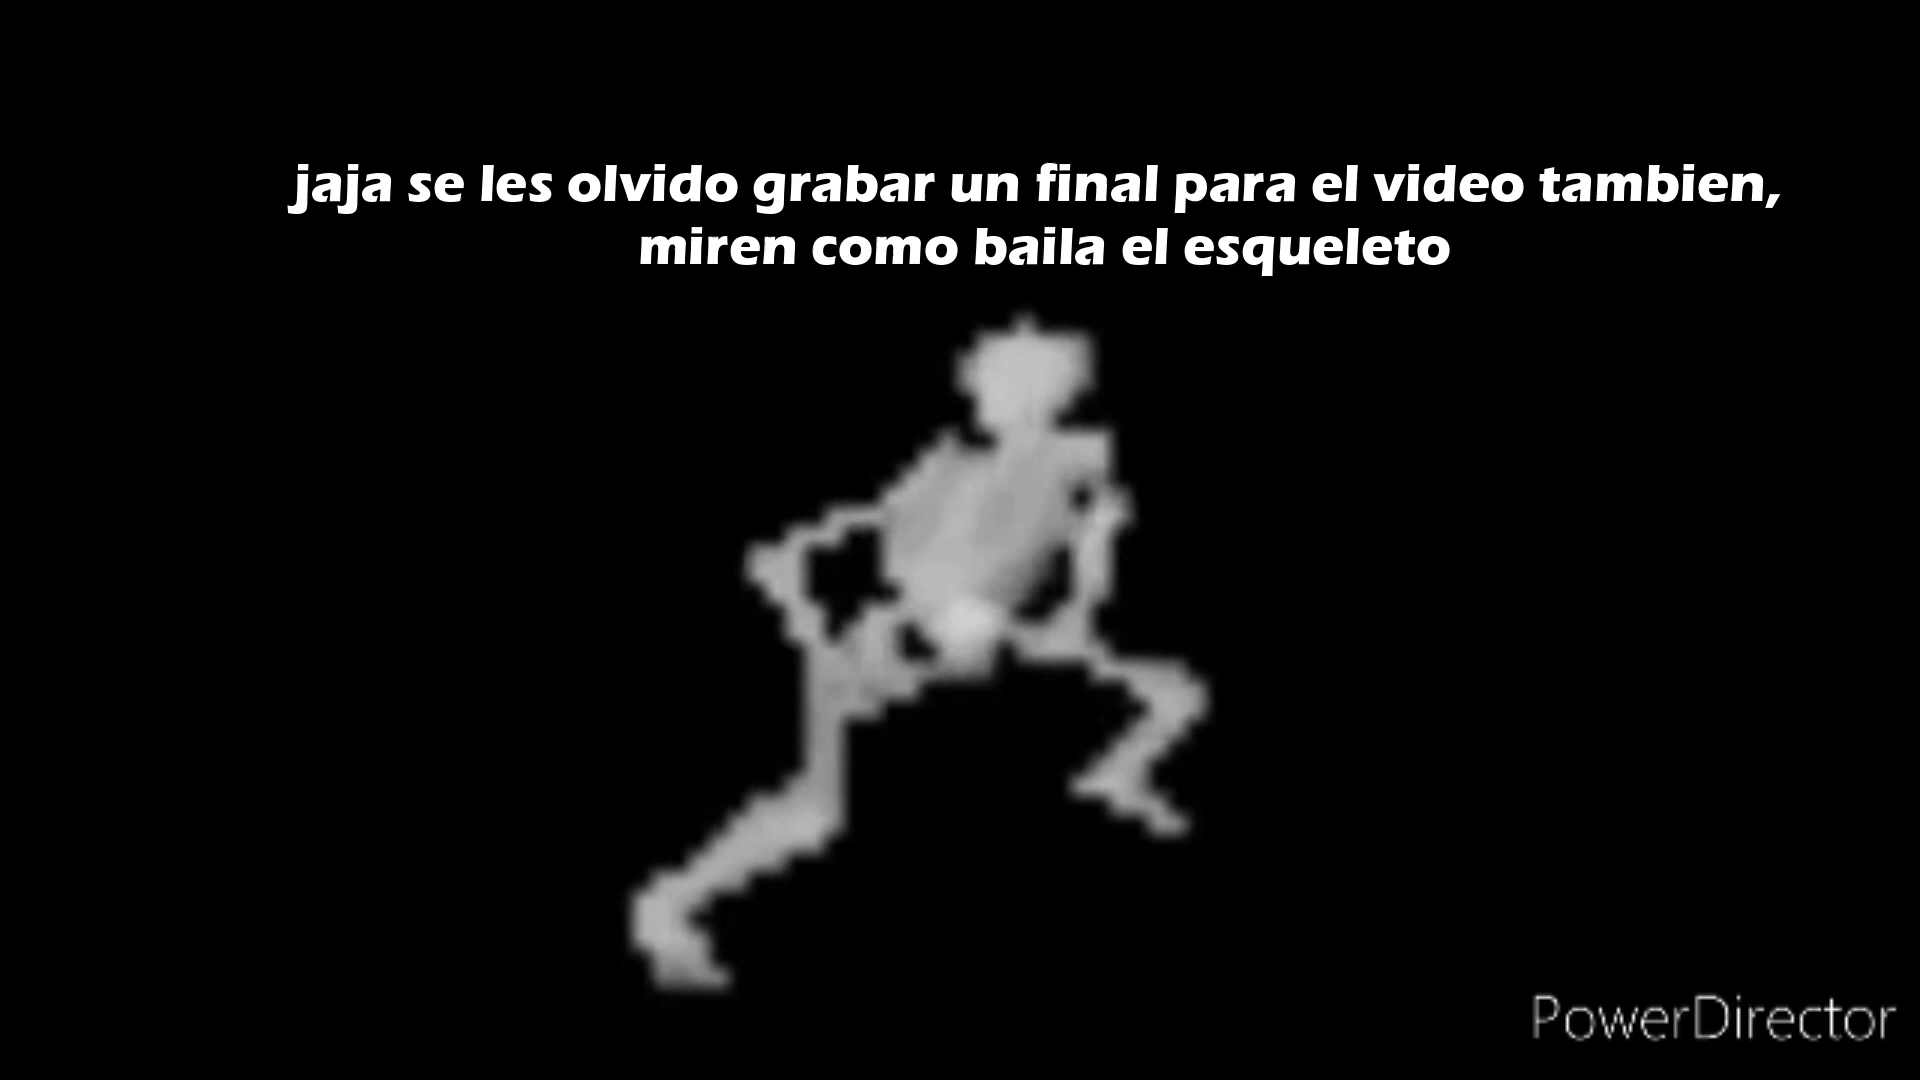 jaja se les olvido grabar un final para el video tambien,
miren como baila el esqueleto
PowerDirector